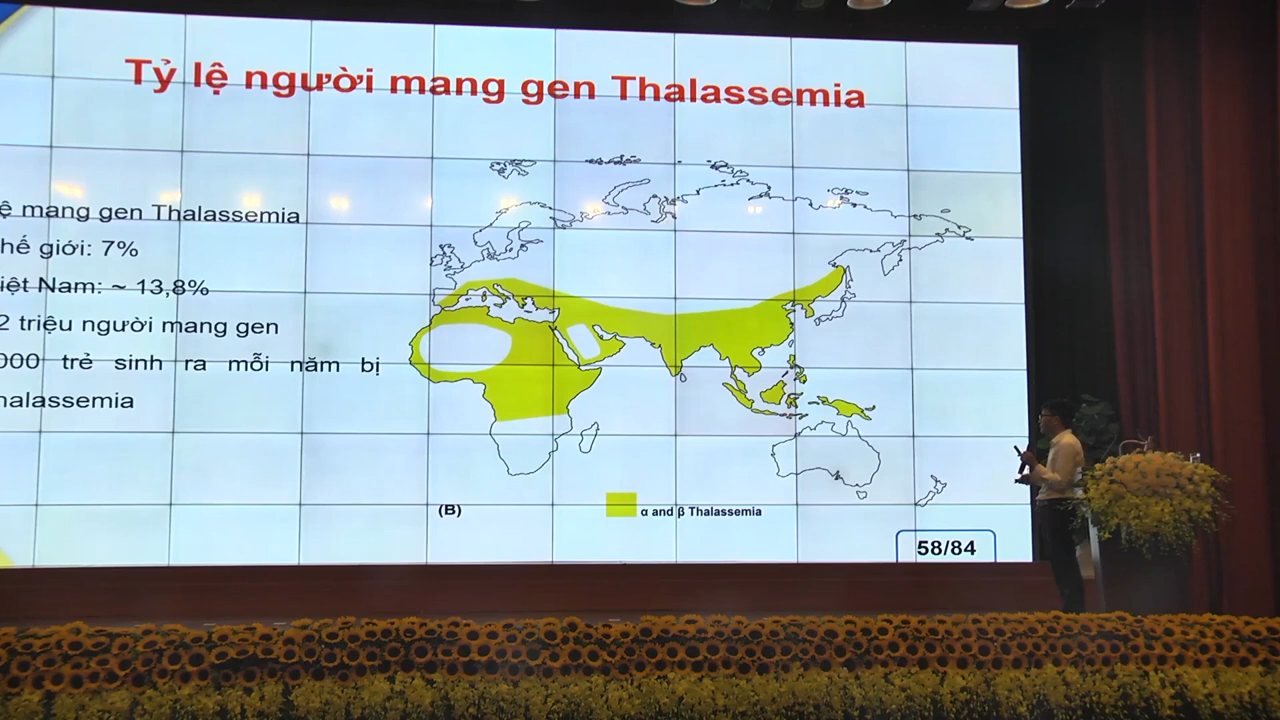 Tỷ lệ người mang gen Thalassemia
ệ mang gen Thalassemia
hế giới: 7%
iệt Nam: ~ 13,8%
2 triệu người mang gen
000 trẻ sinh ra mỗi năm bị
halassemia
(B)
α and β Thalassemia
58/84